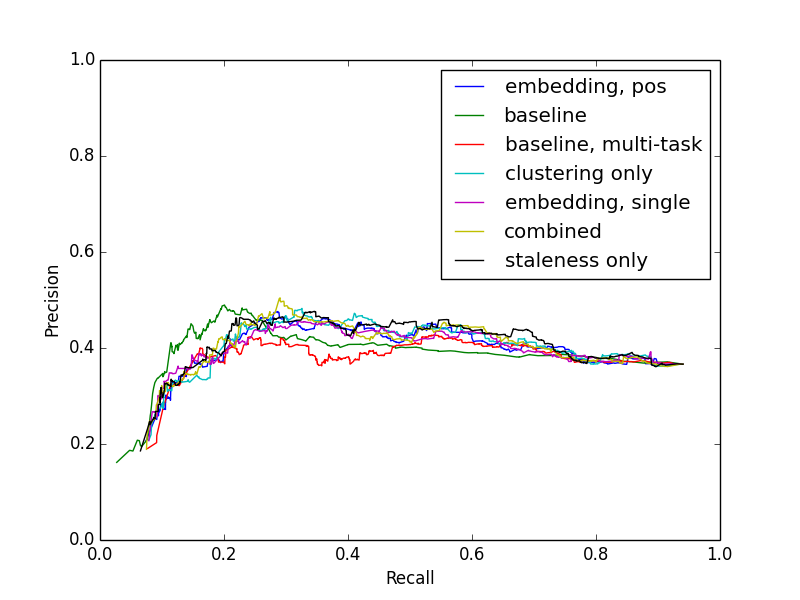 1.0
0.8
0.6
0.4
0.2
0.0
Precision
embedding, pos
baseline
baseline, multi-task
clustering only
embedding, single
combined
staleness only
0.0 0.2 0.4 0.6 0.8 1.0
Recall